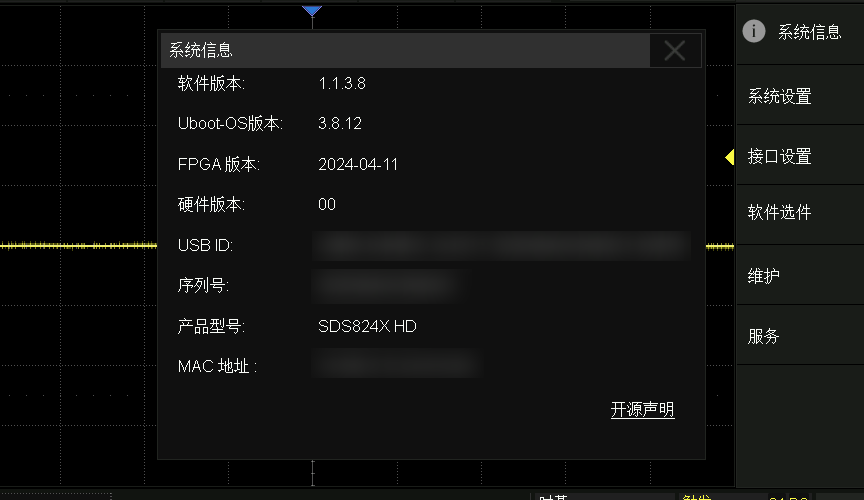 系统信息
软件版本: 1.1.3.8
Uboot-OS版本: 3.8.12
FPGA 版本: 2024-04-11
硬件版本: 00
USB ID:
序列号:
产品型号: SDS824X HD
MAC 地址 :
开源声明
系统信息
系统设置
接口设置
软件选件
维护
服务